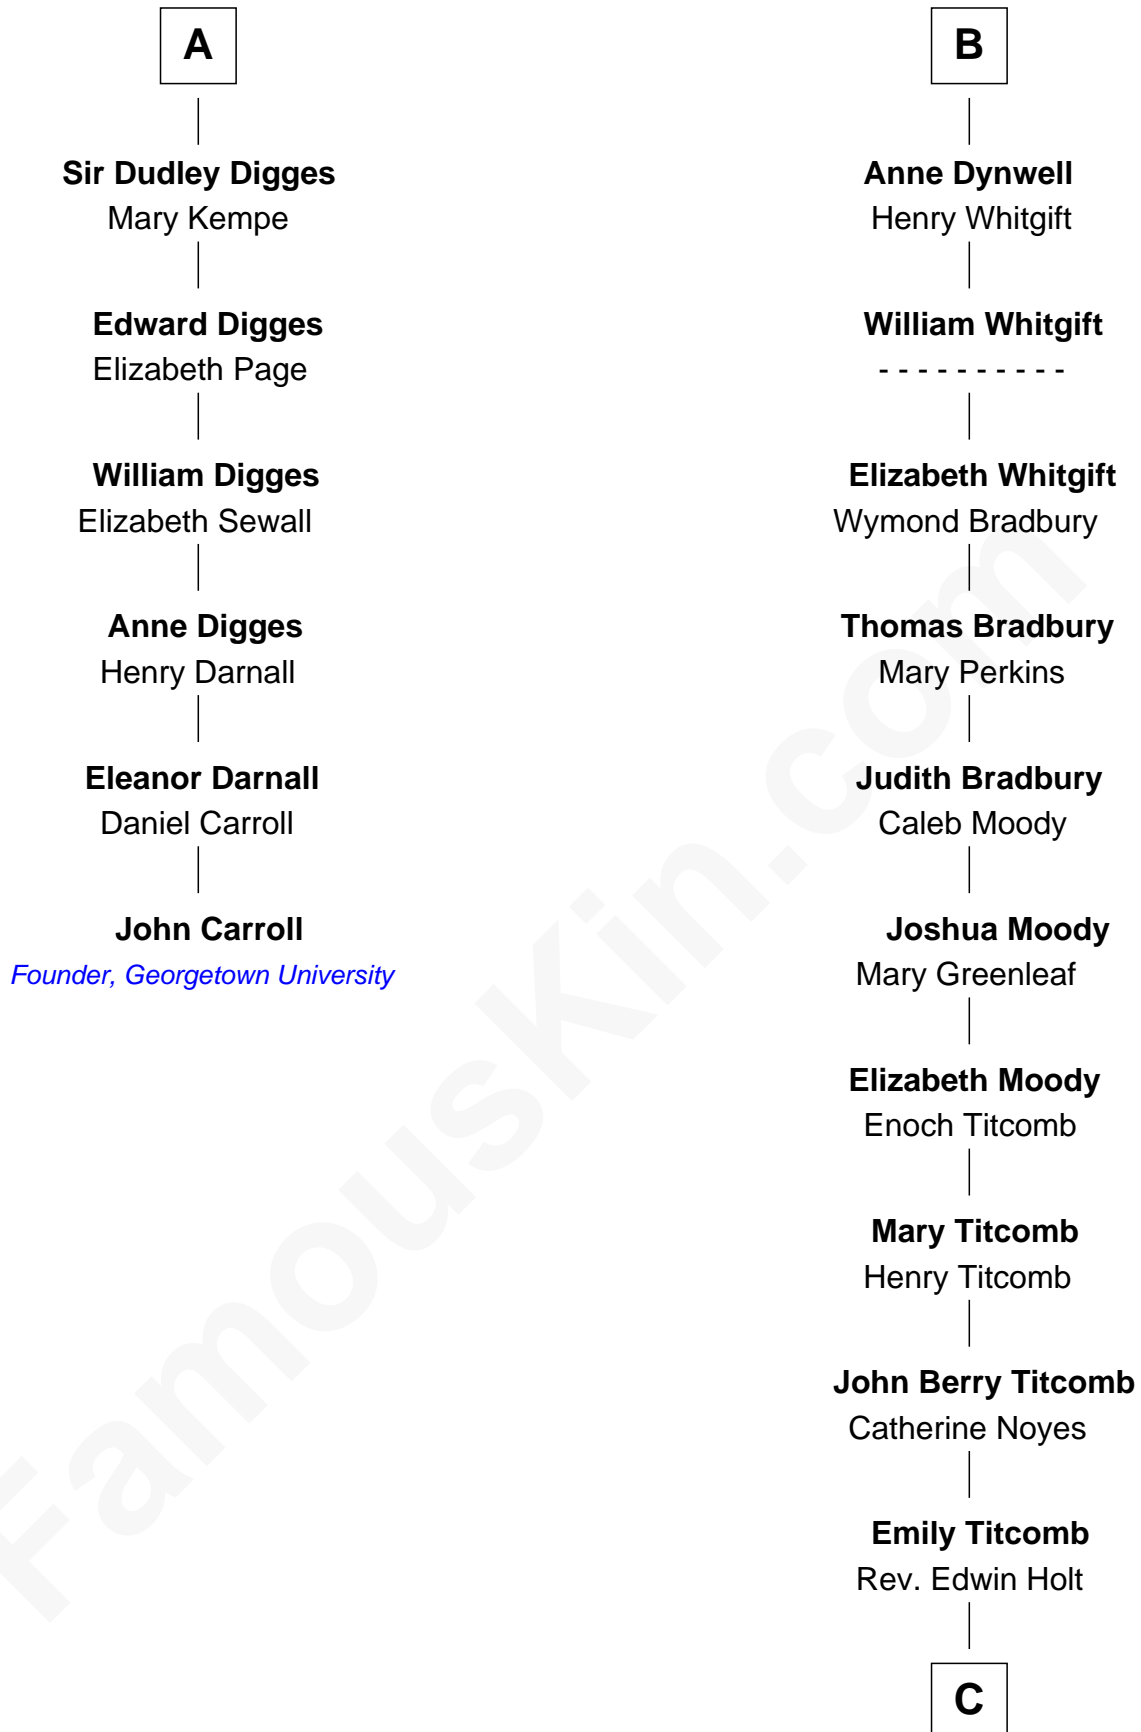 A
Sir Dudley Digges
Mary Kempe
Edward Digges
Elizabeth Page
William Digges
Elizabeth Sewall
Anne Digges
Henry Darnall
Eleanor Darnall
Daniel Carroll
John Carroll
Founder, Georgetown University
B
Anne Dynwell
Henry Whitgift
William Whitgift
- - - - - - - - - -
Elizabeth Whitgift
Wymond Bradbury
Thomas Bradbury
Mary Perkins
Judith Bradbury
Caleb Moody
Joshua Moody
Mary Greenleaf
Elizabeth Moody
Enoch Titcomb
Mary Titcomb
Henry Titcomb
John Berry Titcomb
Catherine Noyes
Emily Titcomb
Rev. Edwin Holt
C
FamousKin.com